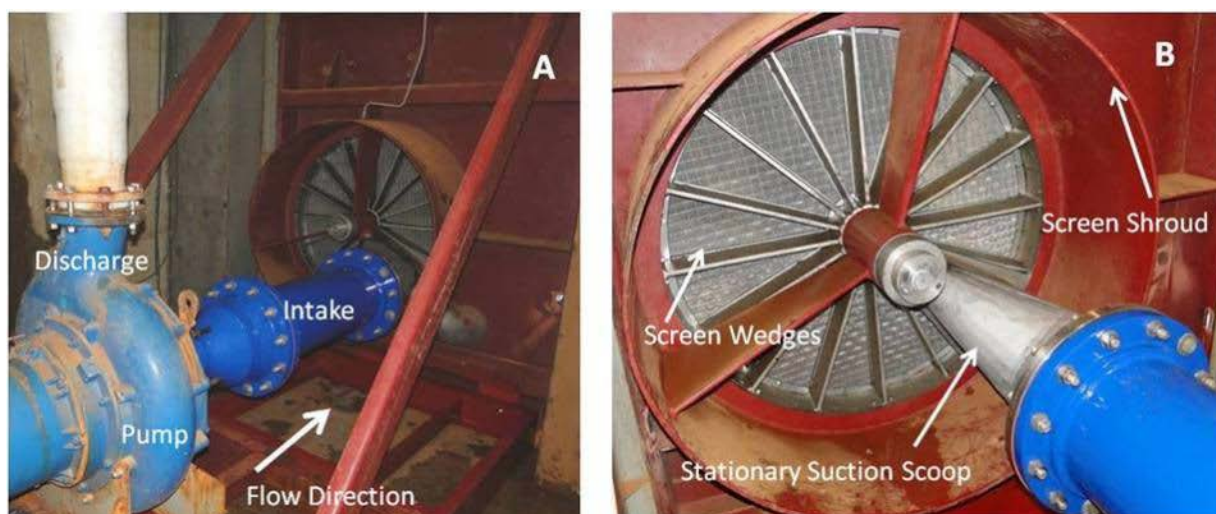 A
Discharge
Intake
Pump
Flow Direction
B
Screen Shroud
Screen Wedges
Stationary Suction Scoop